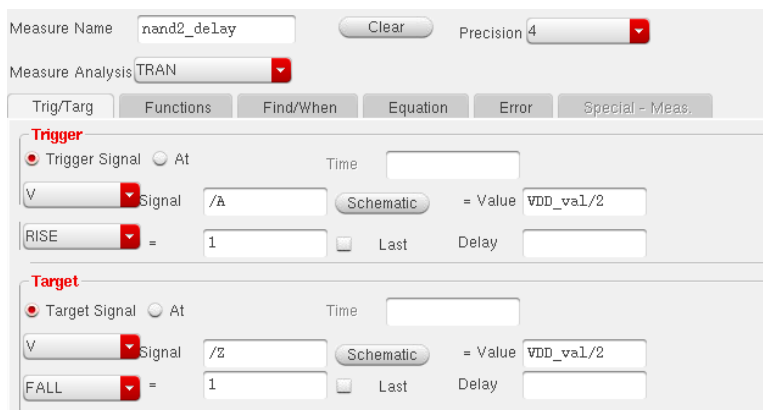 Measure Name nand2_delay Clear Precision 4
Measure Analysis TRAN
Trig/Targ Functions Find/When Equation Error Special - Meas.
Trigger
Trigger Signal At Time
V Signal /A Schematic = Value VDD_val/2
RISE = 1 Last Delay
Target
Target Signal At Time
V Signal /Z Schematic = Value VDD_val/2
FALL = 1 Last Delay